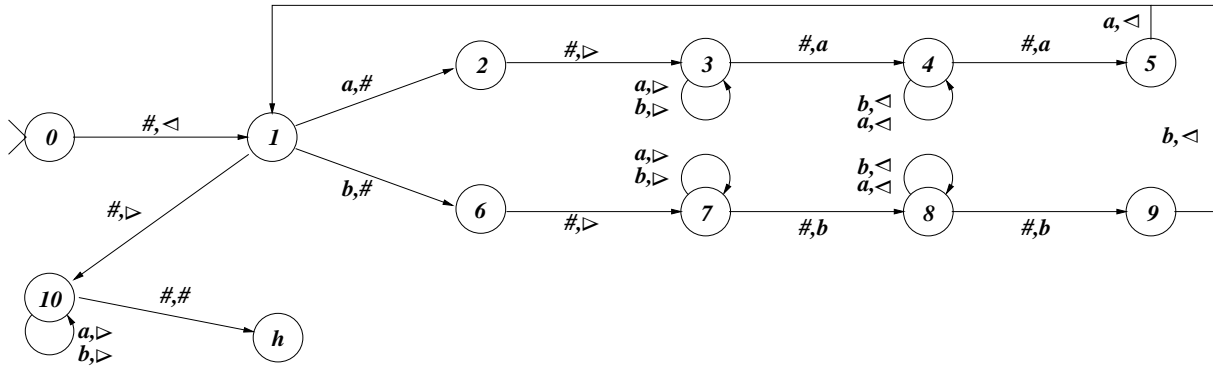 a,⊲
2 #,▷ 3 #,a 4 #,a 5
a,# a,▷ b,⊲
b,▷ a,⊲
0 #,⊲ 1 b,⊲
b,# a,▷ b,⊲
b,▷ a,⊲
#,▷ 6 #,▷ 7 #,b 8 #,b 9
10 #,#
a,▷ h
b,▷